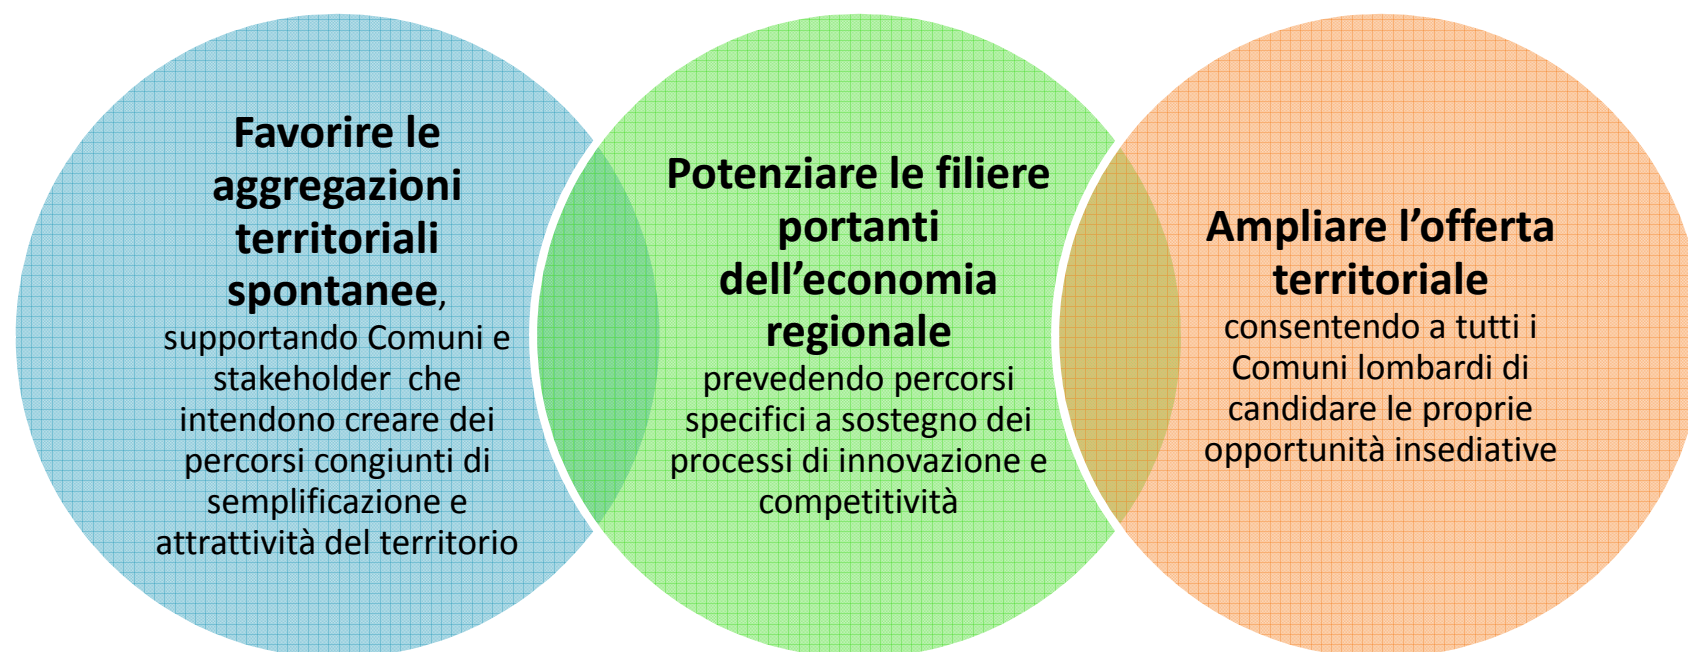 Favorire le
aggregazioni
territoriali
spontanee,
supportando Comuni e
stakeholder  che
intendono creare dei
percorsi congiunti di
semplificazione e
attrattività del territorio
Potenziare le filiere
portanti
dell’economia
regionale
prevedendo percorsi
specifici a sostegno dei
processi di innovazione e
competitività
Ampliare l’offerta
territoriale
consentendo a tutti i
Comuni lombardi di
candidare le proprie
opportunità insediative